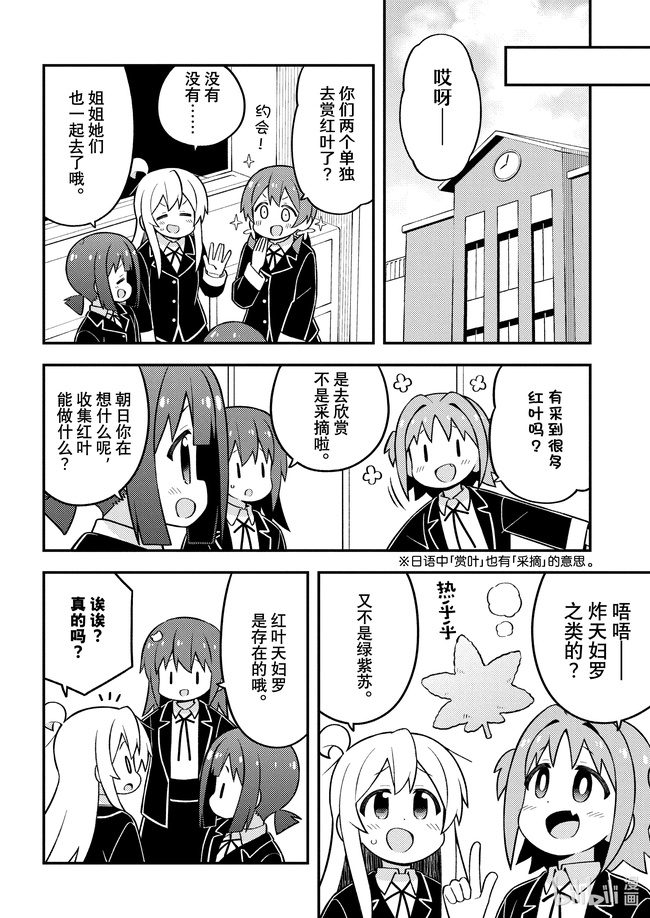 哎呀——
你们两个单独
去赏红叶了？
约会！
没有
没有……
姐姐她们
也一起去了哦。
有采到很多
红叶吗？
是去欣赏
不是采摘啦。
朝日你在
想什么呢，
收集红叶
能做什么？
※日语中「赏叶」也有「采摘」的意思。
唔唔——
炸天妇罗
之类的？
热乎乎
又不是绿紫苏。
红叶天妇罗
是存在的哦。
诶诶？
真的吗？
bilibili
漫画